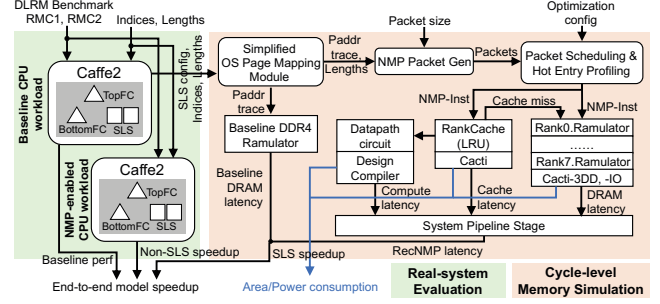 DLRM Benchmark
RMC1, RMC2
Indices, Lengths
Packet size
Optimization
config
Baseline CPU
workload
Caffe2
TopFC
BottomFC
SLS
NMP-enabled
CPU workload
Caffe2
TopFC
BottomFC
SLS
SLS config,
Indices, Lengths
Simplified
OS Page Mapping
Module
Paddr
trace,
Lengths
NMP Packet Gen
Packets
Packet Scheduling &
Hot Entry Profiling
Paddr
trace
NMP-Inst
Cache miss
NMP-Inst
Baseline DDR4
Ramulator
Datapath
circuit
Design
Compiler
RankCache
(LRU)
Cacti
Rank0.Ramulator
......
Rank7.Ramulator
Cacti-3DD, -IO
Baseline
DRAM
latency
Compute
latency
Cache
latency
DRAM
latency
System Pipeline Stage
Non-SLS speedup
SLS speedup
RecNMP latency
Baseline perf
End-to-end model speedup
Area/Power consumption
Real-system
Evaluation
Cycle-level
Memory Simulation